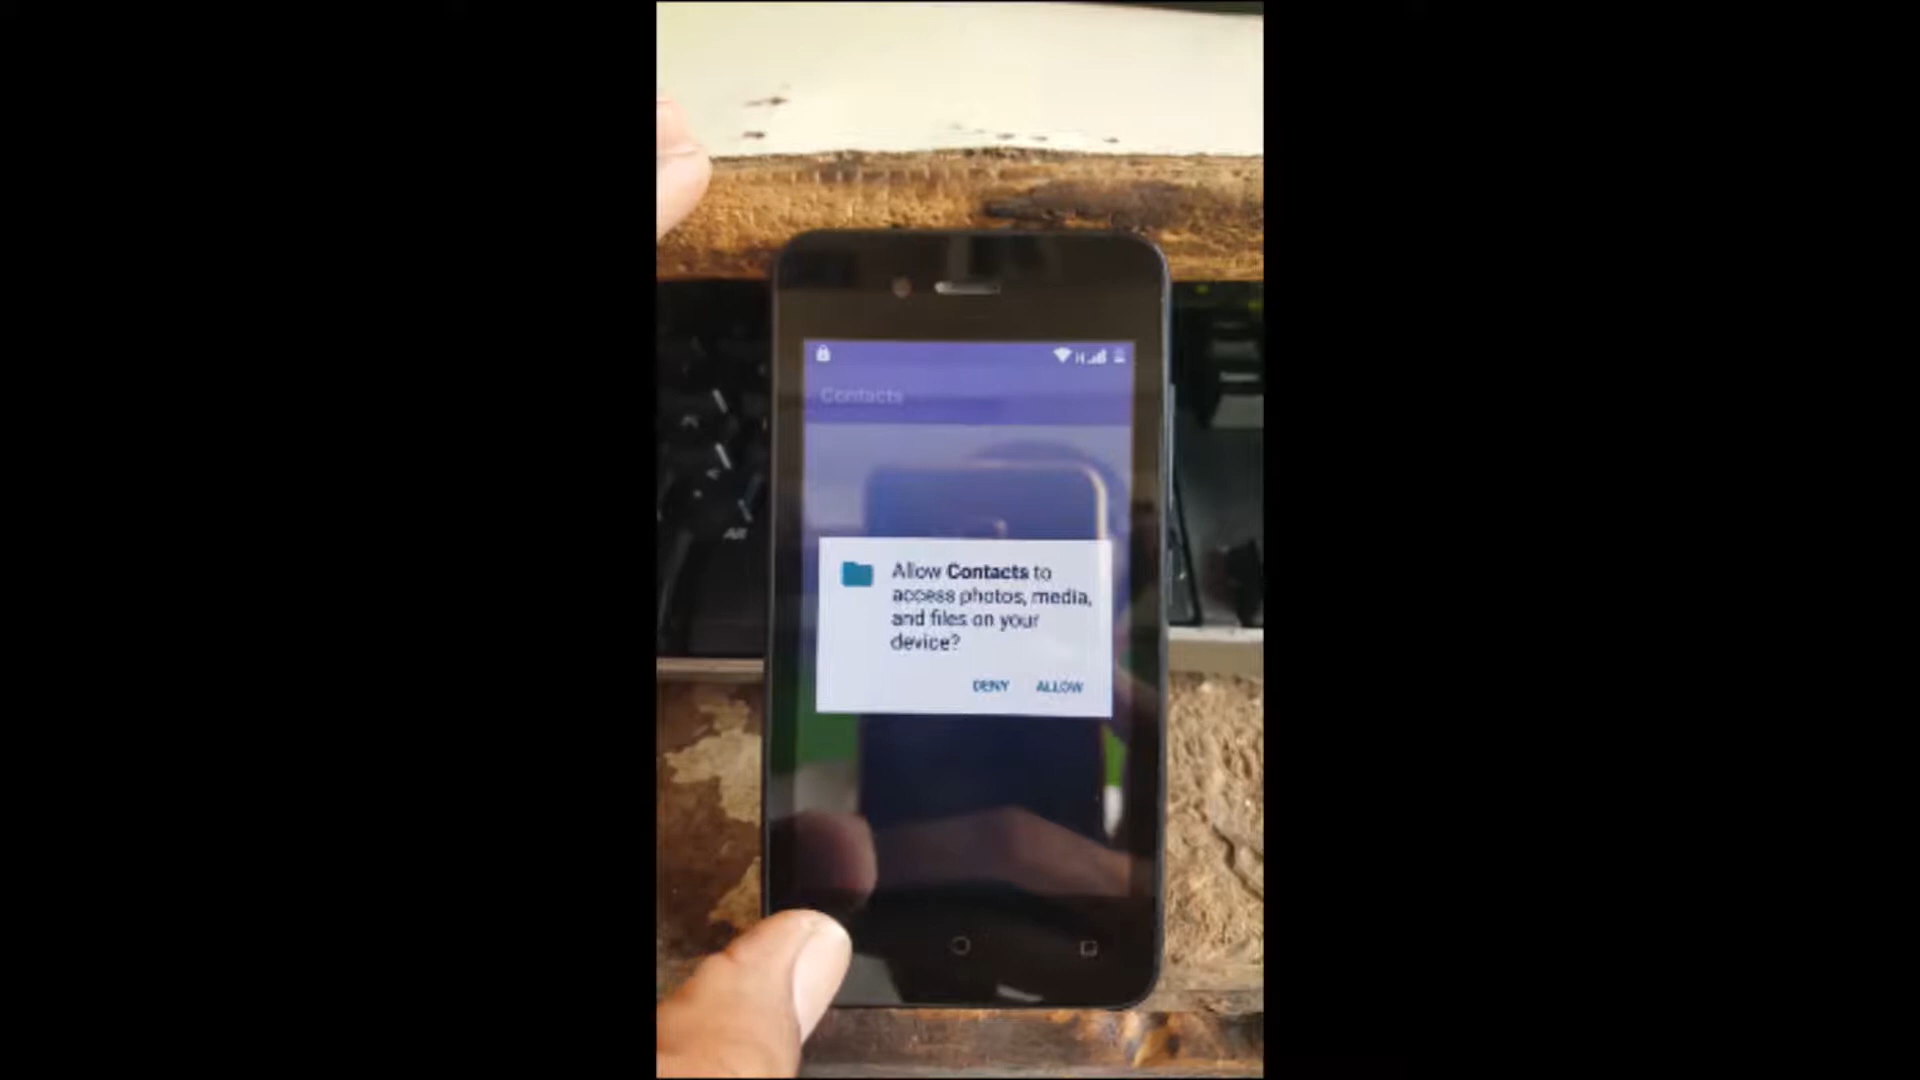 Contacts
Allow Contacts to
access photos, media,
and files on your
device?
DENY ALLOW